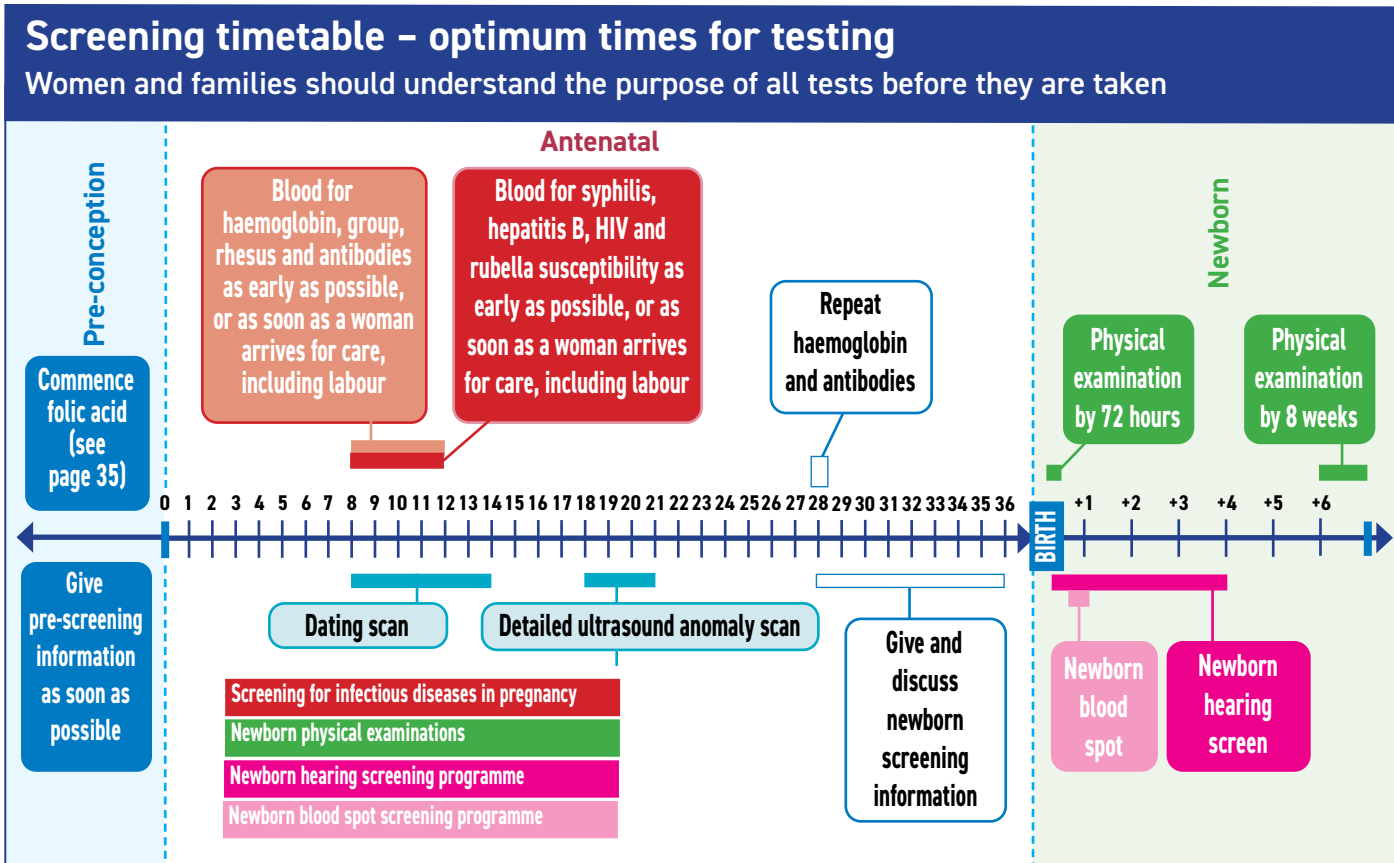 Screening timetable – optimum times for testing
Women and families should understand the purpose of all tests before they are taken
Pre-conception
Antenatal
Newborn
Commence
folic acid
(see
page 35)
Blood for
haemoglobin, group,
rhesus and antibodies
as early as possible,
or as soon as a woman
arrives for care,
including labour
Blood for syphilis,
hepatitis B, HIV and
rubella susceptibility as
early as possible, or as
soon as a woman arrives
for care, including labour
Repeat
haemoglobin
and antibodies
Physical
examination
by 72 hours
Physical
examination
by 8 weeks
0 1 2 3 4 5 6 7 8 9 10 11 12 13 14 15 16 17 18 19 20 21 22 23 24 25 26 27 28 29 30 31 32 33 34 35 36
BIRTH
+1 +2 +3 +4 +5 +6
Give
pre-screening
information
as soon as
possible
Dating scan
Detailed ultrasound anomaly scan
Screening for infectious diseases in pregnancy
Newborn physical examinations
Newborn hearing screening programme
Newborn blood spot screening programme
Give and
discuss
newborn
screening
information
Newborn
blood
spot
Newborn
hearing
screen